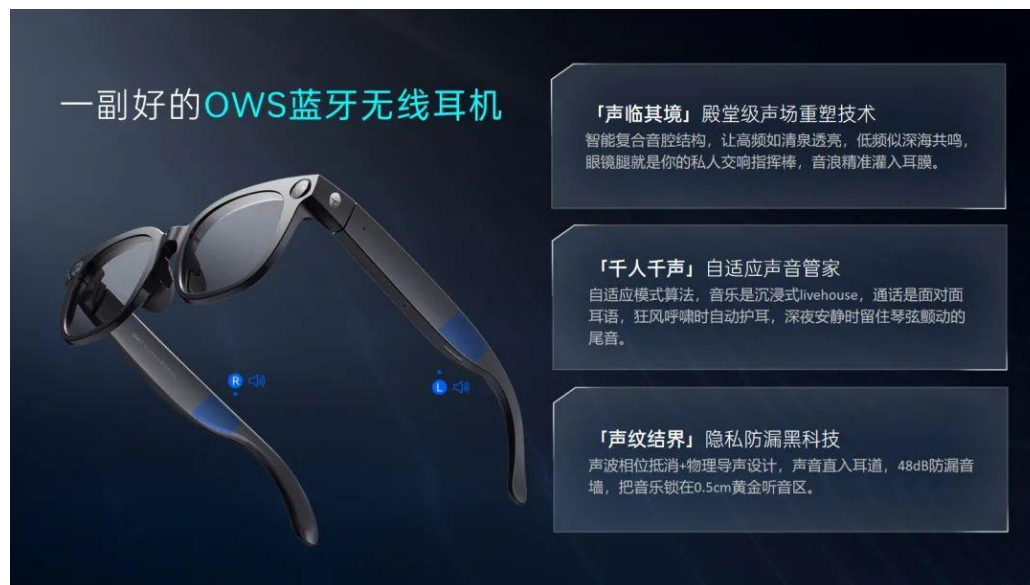 一副好的OWS蓝牙无线耳机
「声临其境」殿堂级声场重塑技术
智能复合音腔结构，让高频如清泉透亮，低频似深海共鸣，
眼镜腿就是你的私人交响指挥棒，音浪精准灌入耳膜。
「千人千声」自适应声音管家
自适应模式算法，音乐是沉浸式livehouse，通话是面对面
耳语，狂风呼啸时自动护耳，深夜安静时留住琴弦颤动的
尾音。
R
L
「声纹结界」隐私防漏黑科技
声波相位抵消+物理导声设计，声音直入耳道，48dB防漏音
墙，把音乐锁在0.5cm黄金听音区。